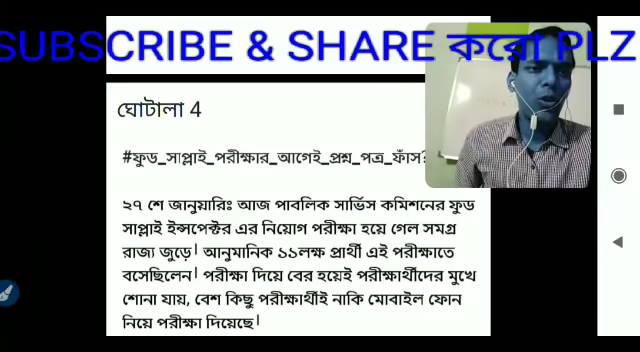 SUBSCRIBE & SHARE করো PLZ
ঘোটালা 4
#ফুড_সাপ্লাই_পরীক্ষার_আগেই_প্রশ্ন_পত্র_ফাঁস?
২৭ শে জানুয়ারিঃ আজ পাবলিক সার্ভিস কমিশনের ফুড
সাপ্লাই ইন্সপেক্টর এর নিয়োগ পরীক্ষা হয়ে গেল সমগ্র
রাজ্য জুড়ে। আনুমানিক ১১লক্ষ প্রার্থী এই পরীক্ষাতে
বসেছিলেন। পরীক্ষা দিয়ে বের হয়েই পরীক্ষার্থীদের মুখে
শোনা যায়, বেশ কিছু পরীক্ষার্থীই নাকি মোবাইল ফোন
নিয়ে পরীক্ষা দিয়েছে।